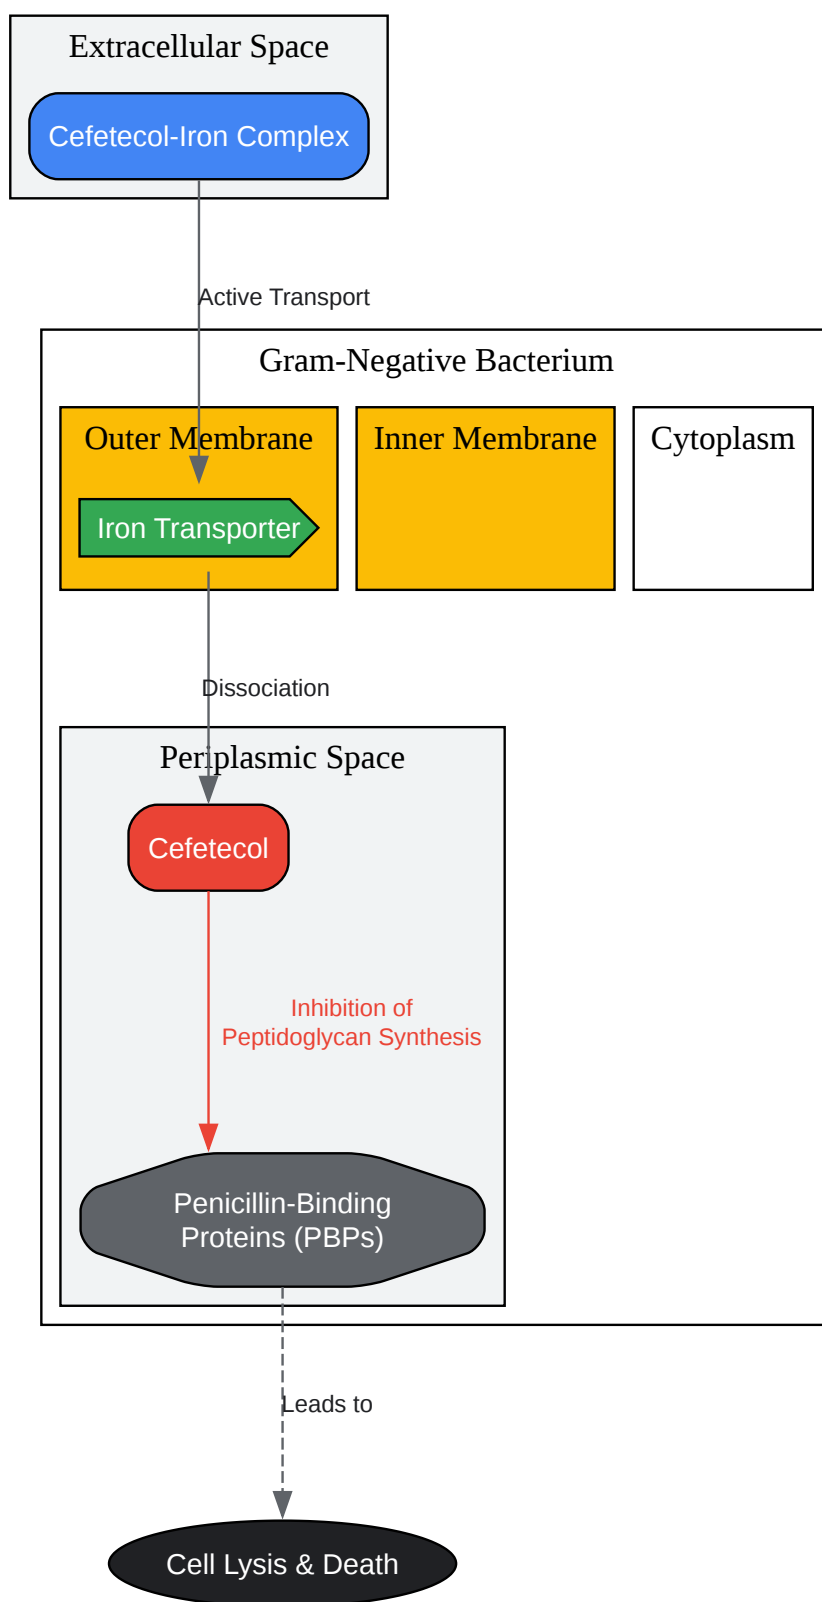 Extracellular Space
Cefetecol-Iron Complex
Active Transport
Gram-Negative Bacterium
Outer Membrane
Inner Membrane
Cytoplasm
Iron Transporter
Dissociation
Periplasmic Space
Cefetecol
Inhibition of
Peptidoglycan Synthesis
Penicillin-Binding
Proteins (PBPs)
Leads to
Cell Lysis & Death